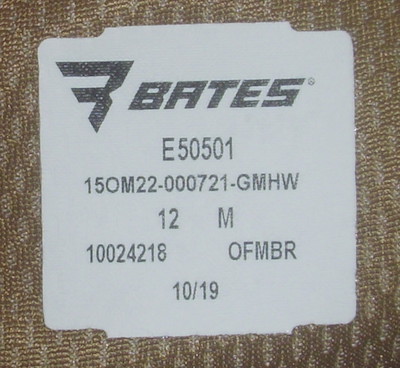 BATES®
E50501
15OM22-000721-GMHW
12 M
10024218 OFMBR
10/19